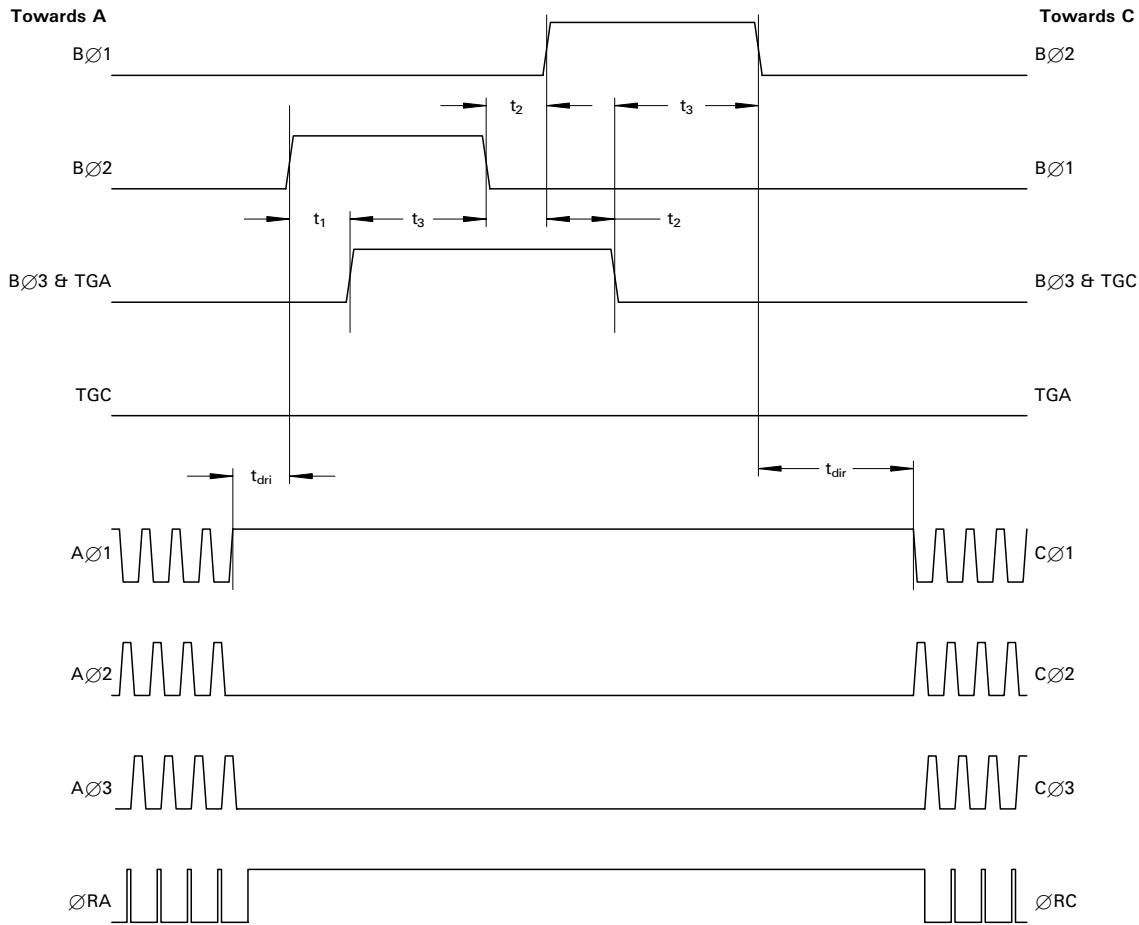 Towards A
Towards C
BØ1
BØ2
t2
t3
BØ2
BØ1
t1
t3
t2
BØ3 & TGA
BØ3 & TGC
TGC
TGA
tdri
tdir
AØ1
CØ1
AØ2
CØ2
AØ3
CØ3
ØRA
ØRC